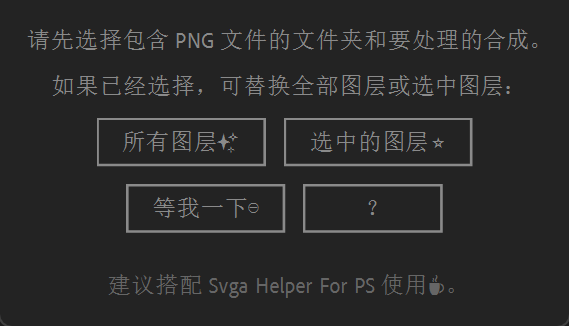 请先选择包含 PNG 文件的文件夹和要处理的合成。
如果已经选择，可替换全部图层或选中图层：
所有图层✨ 选中的图层⭐
等我一下😑 ？
建议搭配 Svga Helper For PS 使用☕。